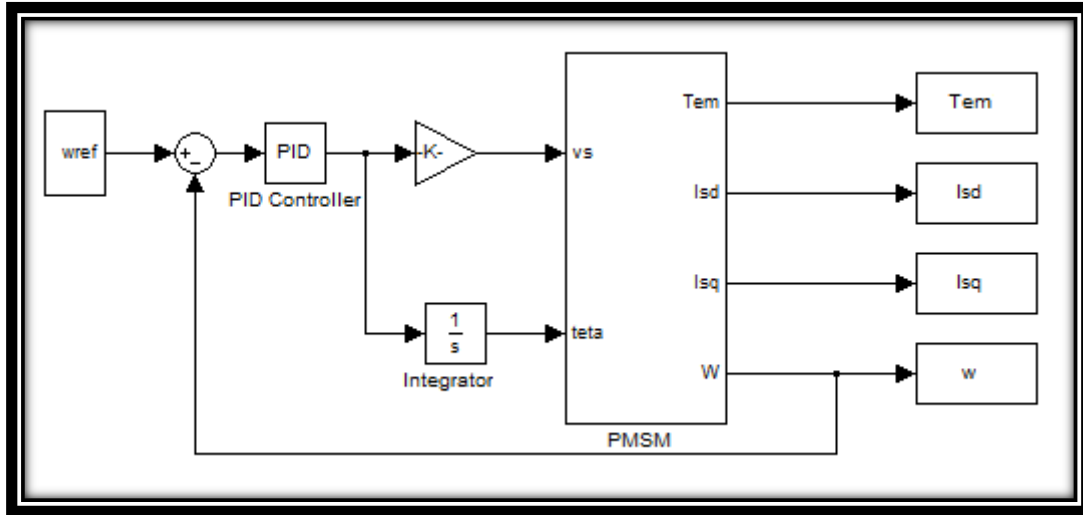 wref
+
−
PID
PID Controller
-K-
1
s
Integrator
vs
teta
Tem
Isd
Isq
W
PMSM
Tem
Isd
Isq
w